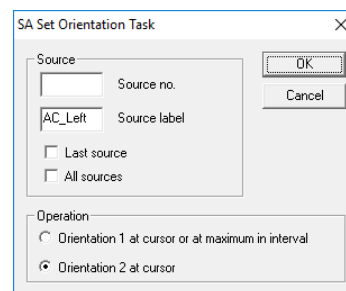 SA Set Orientation Task
Source
Source no.
OK
AC_Left Source label
Cancel
Last source
All sources
Operation
Orientation 1 at cursor or at maximum in interval
Orientation 2 at cursor